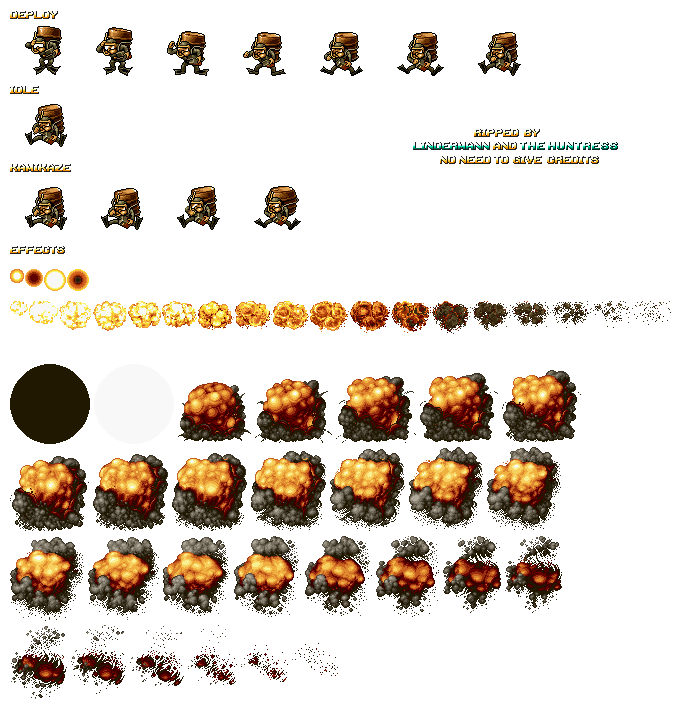 DEPLOY
IDLE
RIPPED BY
LINDERMANN AND THE HUNTRESS
NO NEED TO GIVE CREDITS
KAMIKAZE
EFFECTS